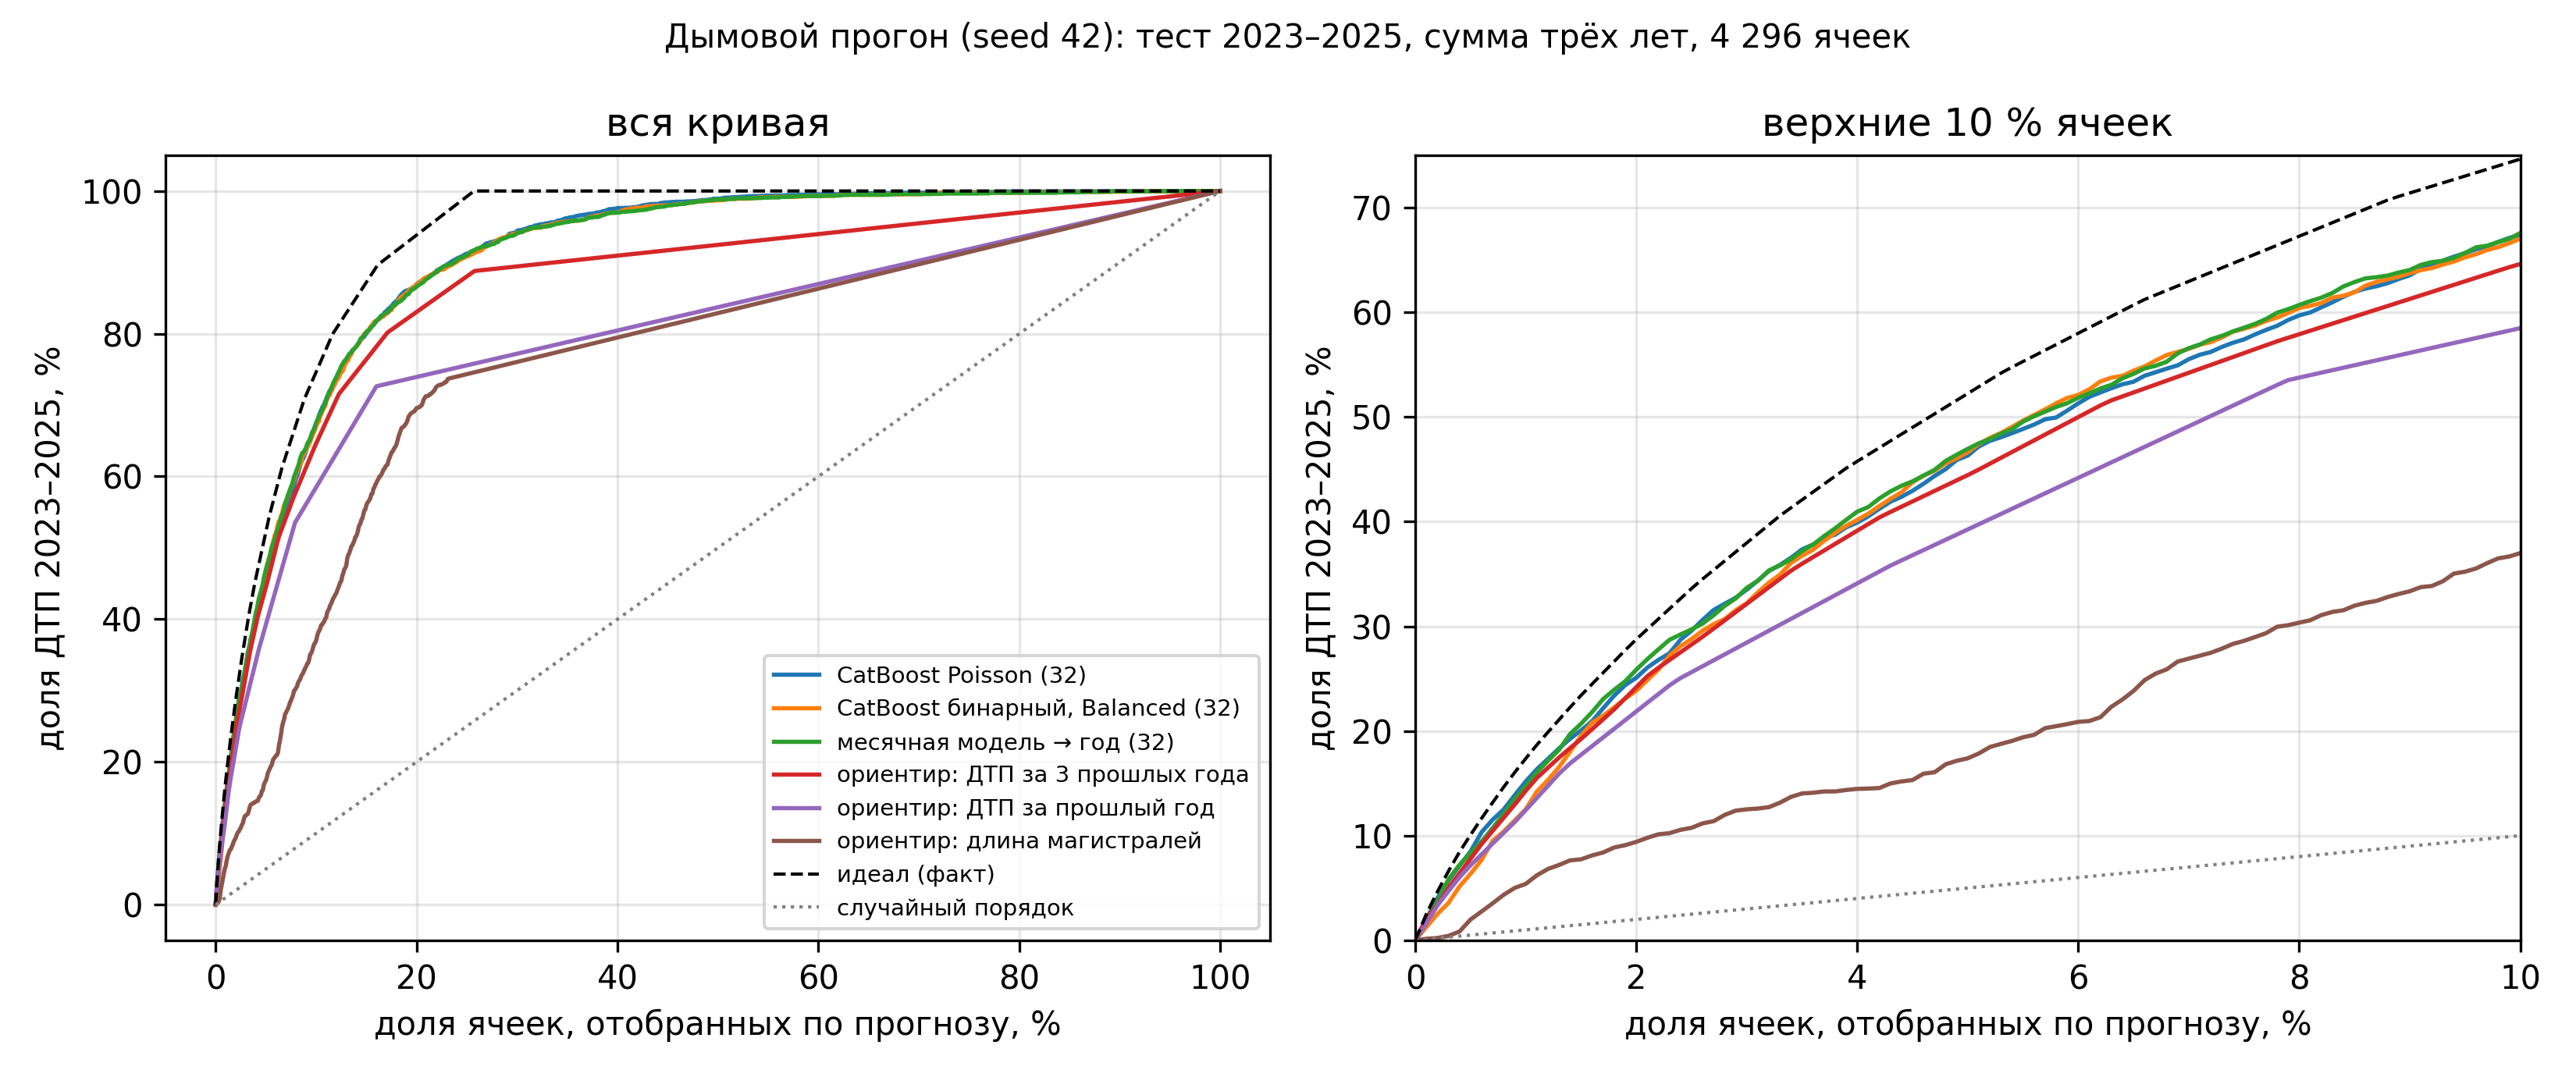 Дымовой прогон (seed 42): тест 2023–2025, сумма трёх лет, 4 296 ячеек
вся кривая
доля ДТП 2023–2025, %
100
80
60
40
20
0
CatBoost Poisson (32)
CatBoost бинарный, Balanced (32)
месячная модель → год (32)
ориентир: ДТП за 3 прошлых года
ориентир: ДТП за прошлый год
ориентир: длина магистралей
идеал (факт)
случайный порядок
0 20 40 60 80 100
доля ячеек, отобранных по прогнозу, %
верхние 10 % ячеек
доля ДТП 2023–2025, %
70
60
50
40
30
20
10
0
0 2 4 6 8 10
доля ячеек, отобранных по прогнозу, %